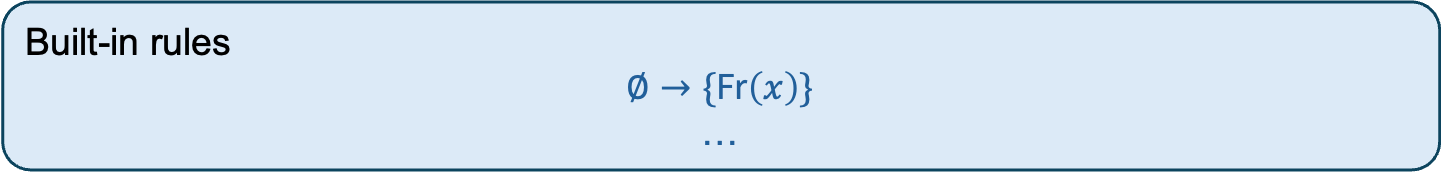 Built-in rules
∅ → {Fr(𝑥)}
…